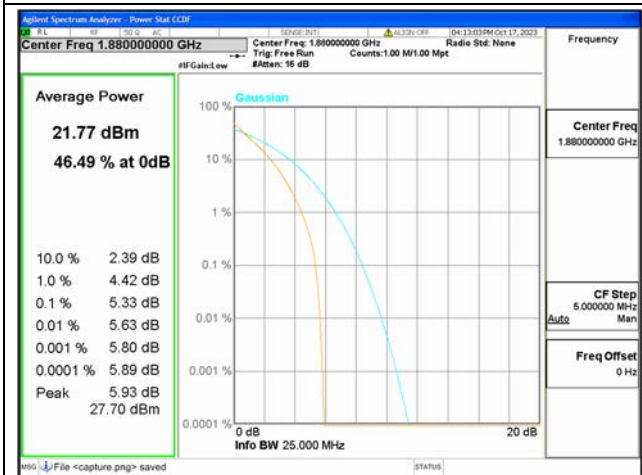 Agilent Spectrum Analyzer - Power Stat CCDF
RL RF 50 Ω AC SENSE:INT ALIGN OFF 04:13:03 PM Oct 17, 2023
Center Freq 1.880000000 GHz
Center Freq: 1.880000000 GHz Radio Std: None
Trig: Free Run Counts:1.00 M/1.00 Mpt
#IFGain:Low #Atten: 16 dB
Frequency
Average Power
21.77 dBm
46.49 % at 0dB
10.0 % 2.39 dB
1.0 % 4.42 dB
0.1 % 5.33 dB
0.01 % 5.63 dB
0.001 % 5.80 dB
0.0001 % 5.89 dB
Peak 5.93 dB
27.70 dBm
Gaussian
100 %
10 %
1 %
0.1 %
0.01 %
0.001 %
0.0001 %
0 dB 20 dB
Info BW 25.000 MHz
Center Freq
1.880000000 GHz
CF Step
5.000000 MHz
Auto Man
Freq Offset
0 Hz
MSG File <capture.png> saved STATUS